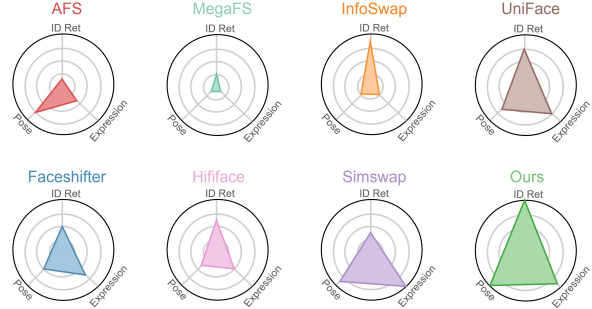 AFS
MegaFS
InfoSwap
UniFace
ID Ret
ID Ret
ID Ret
ID Ret
Pose
Expression
Pose
Expression
Pose
Expression
Pose
Expression
Faceshifter
Hififace
Simswap
Ours
ID Ret
ID Ret
ID Ret
ID Ret
Pose
Expression
Pose
Expression
Pose
Expression
Pose
Expression